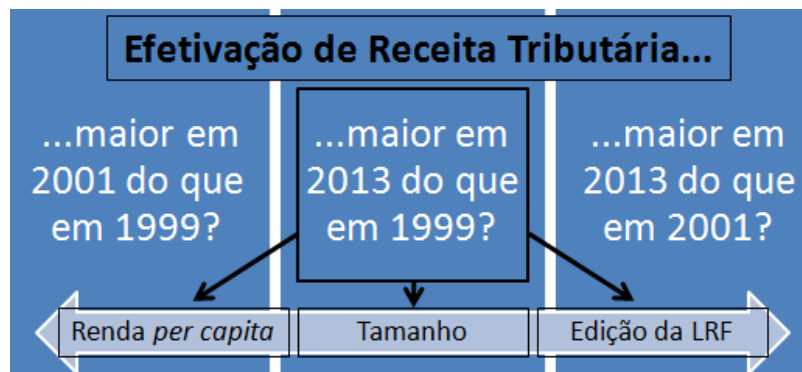 Efetivação de Receita Tributária...
...maior em
2001 do que
em 1999?
...maior em
2013 do que
em 1999?
...maior em
2013 do que
em 2001?
Renda per capita
Tamanho
Edição da LRF